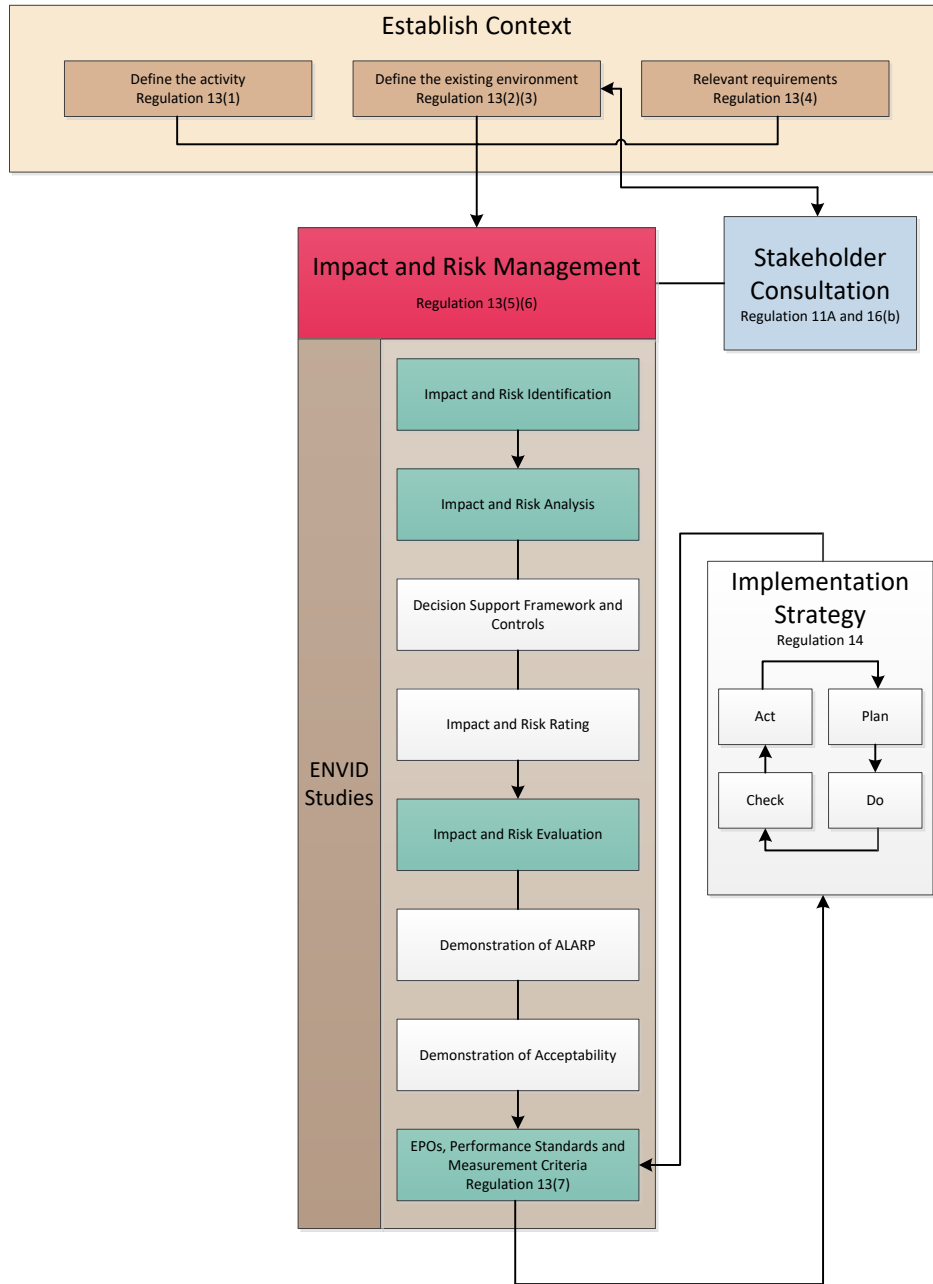 Establish Context
Define the activity
Regulation 13(1)
Define the existing environment
Regulation 13(2)(3)
Relevant requirements
Regulation 13(4)
Impact and Risk Management
Regulation 13(5)(6)
Stakeholder
Consultation
Regulation 11A and 16(b)
ENVID
Studies
Impact and Risk Identification
Impact and Risk Analysis
Decision Support Framework and
Controls
Impact and Risk Rating
Impact and Risk Evaluation
Demonstration of ALARP
Demonstration of Acceptability
EPOs, Performance Standards and
Measurement Criteria
Regulation 13(7)
Implementation
Strategy
Regulation 14
Act
Plan
Check
Do